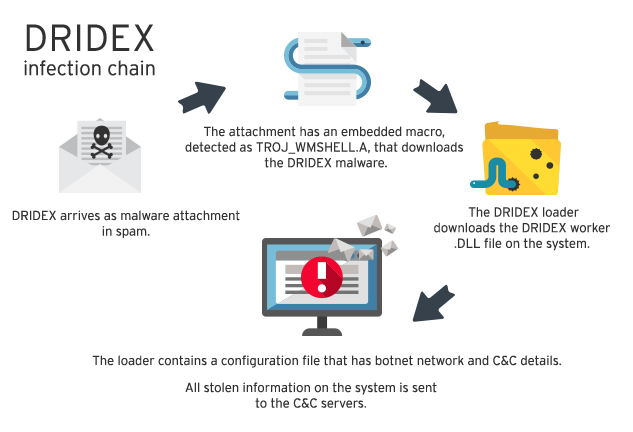 DRIDEX
infection chain
DRIDEX arrives as malware attachment
in spam.
The attachment has an embedded macro,
detected as TROJ_WMSHELL.A, that downloads
the DRIDEX malware.
The DRIDEX loader
downloads the DRIDEX worker
.DLL file on the system.
The loader contains a configuration file that has botnet network and C&C details.
All stolen information on the system is sent
to the C&C servers.